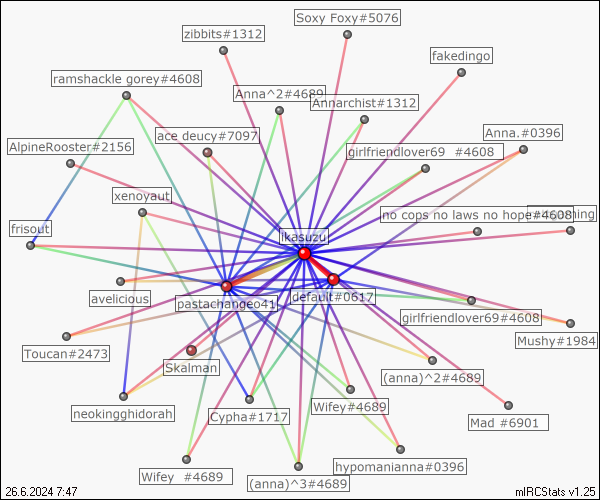 Soxy Foxy#5076
zibbits#1312
fakedingo
ramshackle gorey#4608
Anna^2#4689
Annarchist#1312
ace deucy#7097
Anna.#0396
AlpineRooster#2156
girlfriendlover69 #4608
xenoyaut
no cops no laws no hope#4608
ning
frisout
ikasuzu
pastachangeo41
default#0617
avelicious
girlfriendlover69#4608
Mushy#1984
Toucan#2473
Skalman
(anna)^2#4689
neokingghidorah
Cypha#1717
Wifey#4689
Mad #6901
hypomanianna#0396
Wifey #4689
(anna)^3#4689
26.6.2024 7:47
mIRCStats v1.25